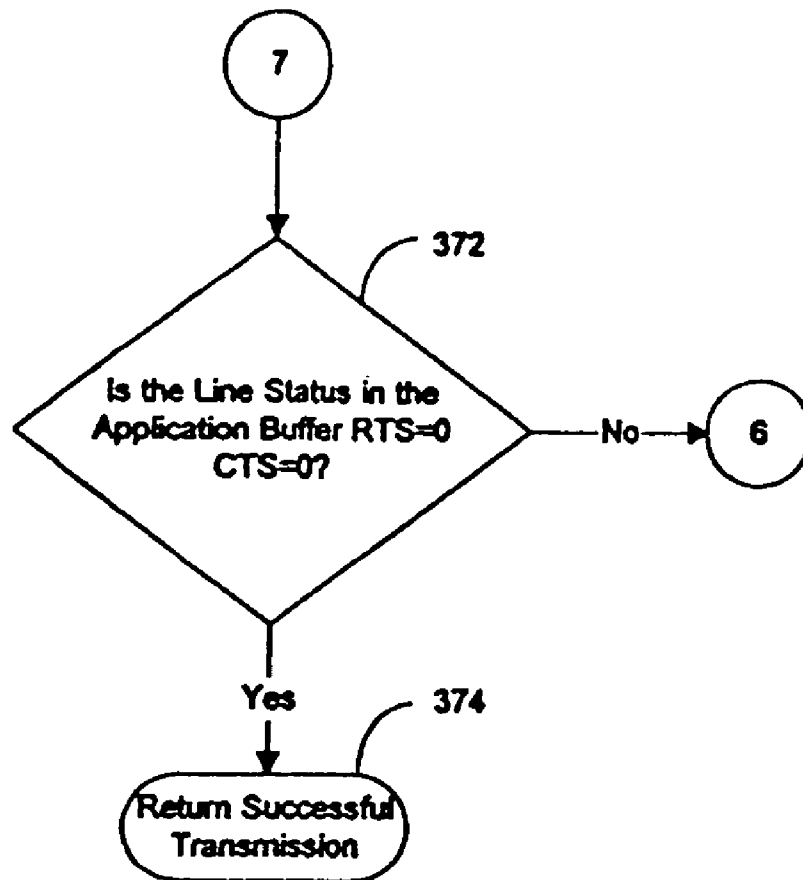 7
372
Is the Line Status in the
Application Buffer RTS=0
CTS=0?
No
6
Yes
374
Return Successful
Transmission